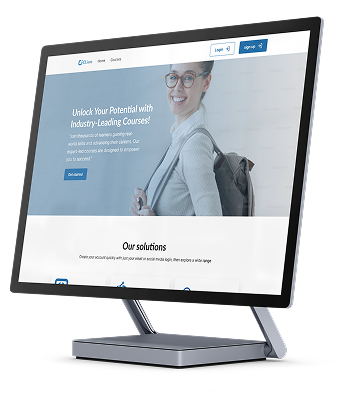 Home Courses
Login
Sign up
Unlock Your Potential with
Industry-Leading Courses!
Join thousands of learners gaining real-
world skills and advancing their careers. Our
expert-led courses are designed to empower
you to succeed."
Get started
Our solutions
Create your account quickly with just your email or social media login, then explore a wide range